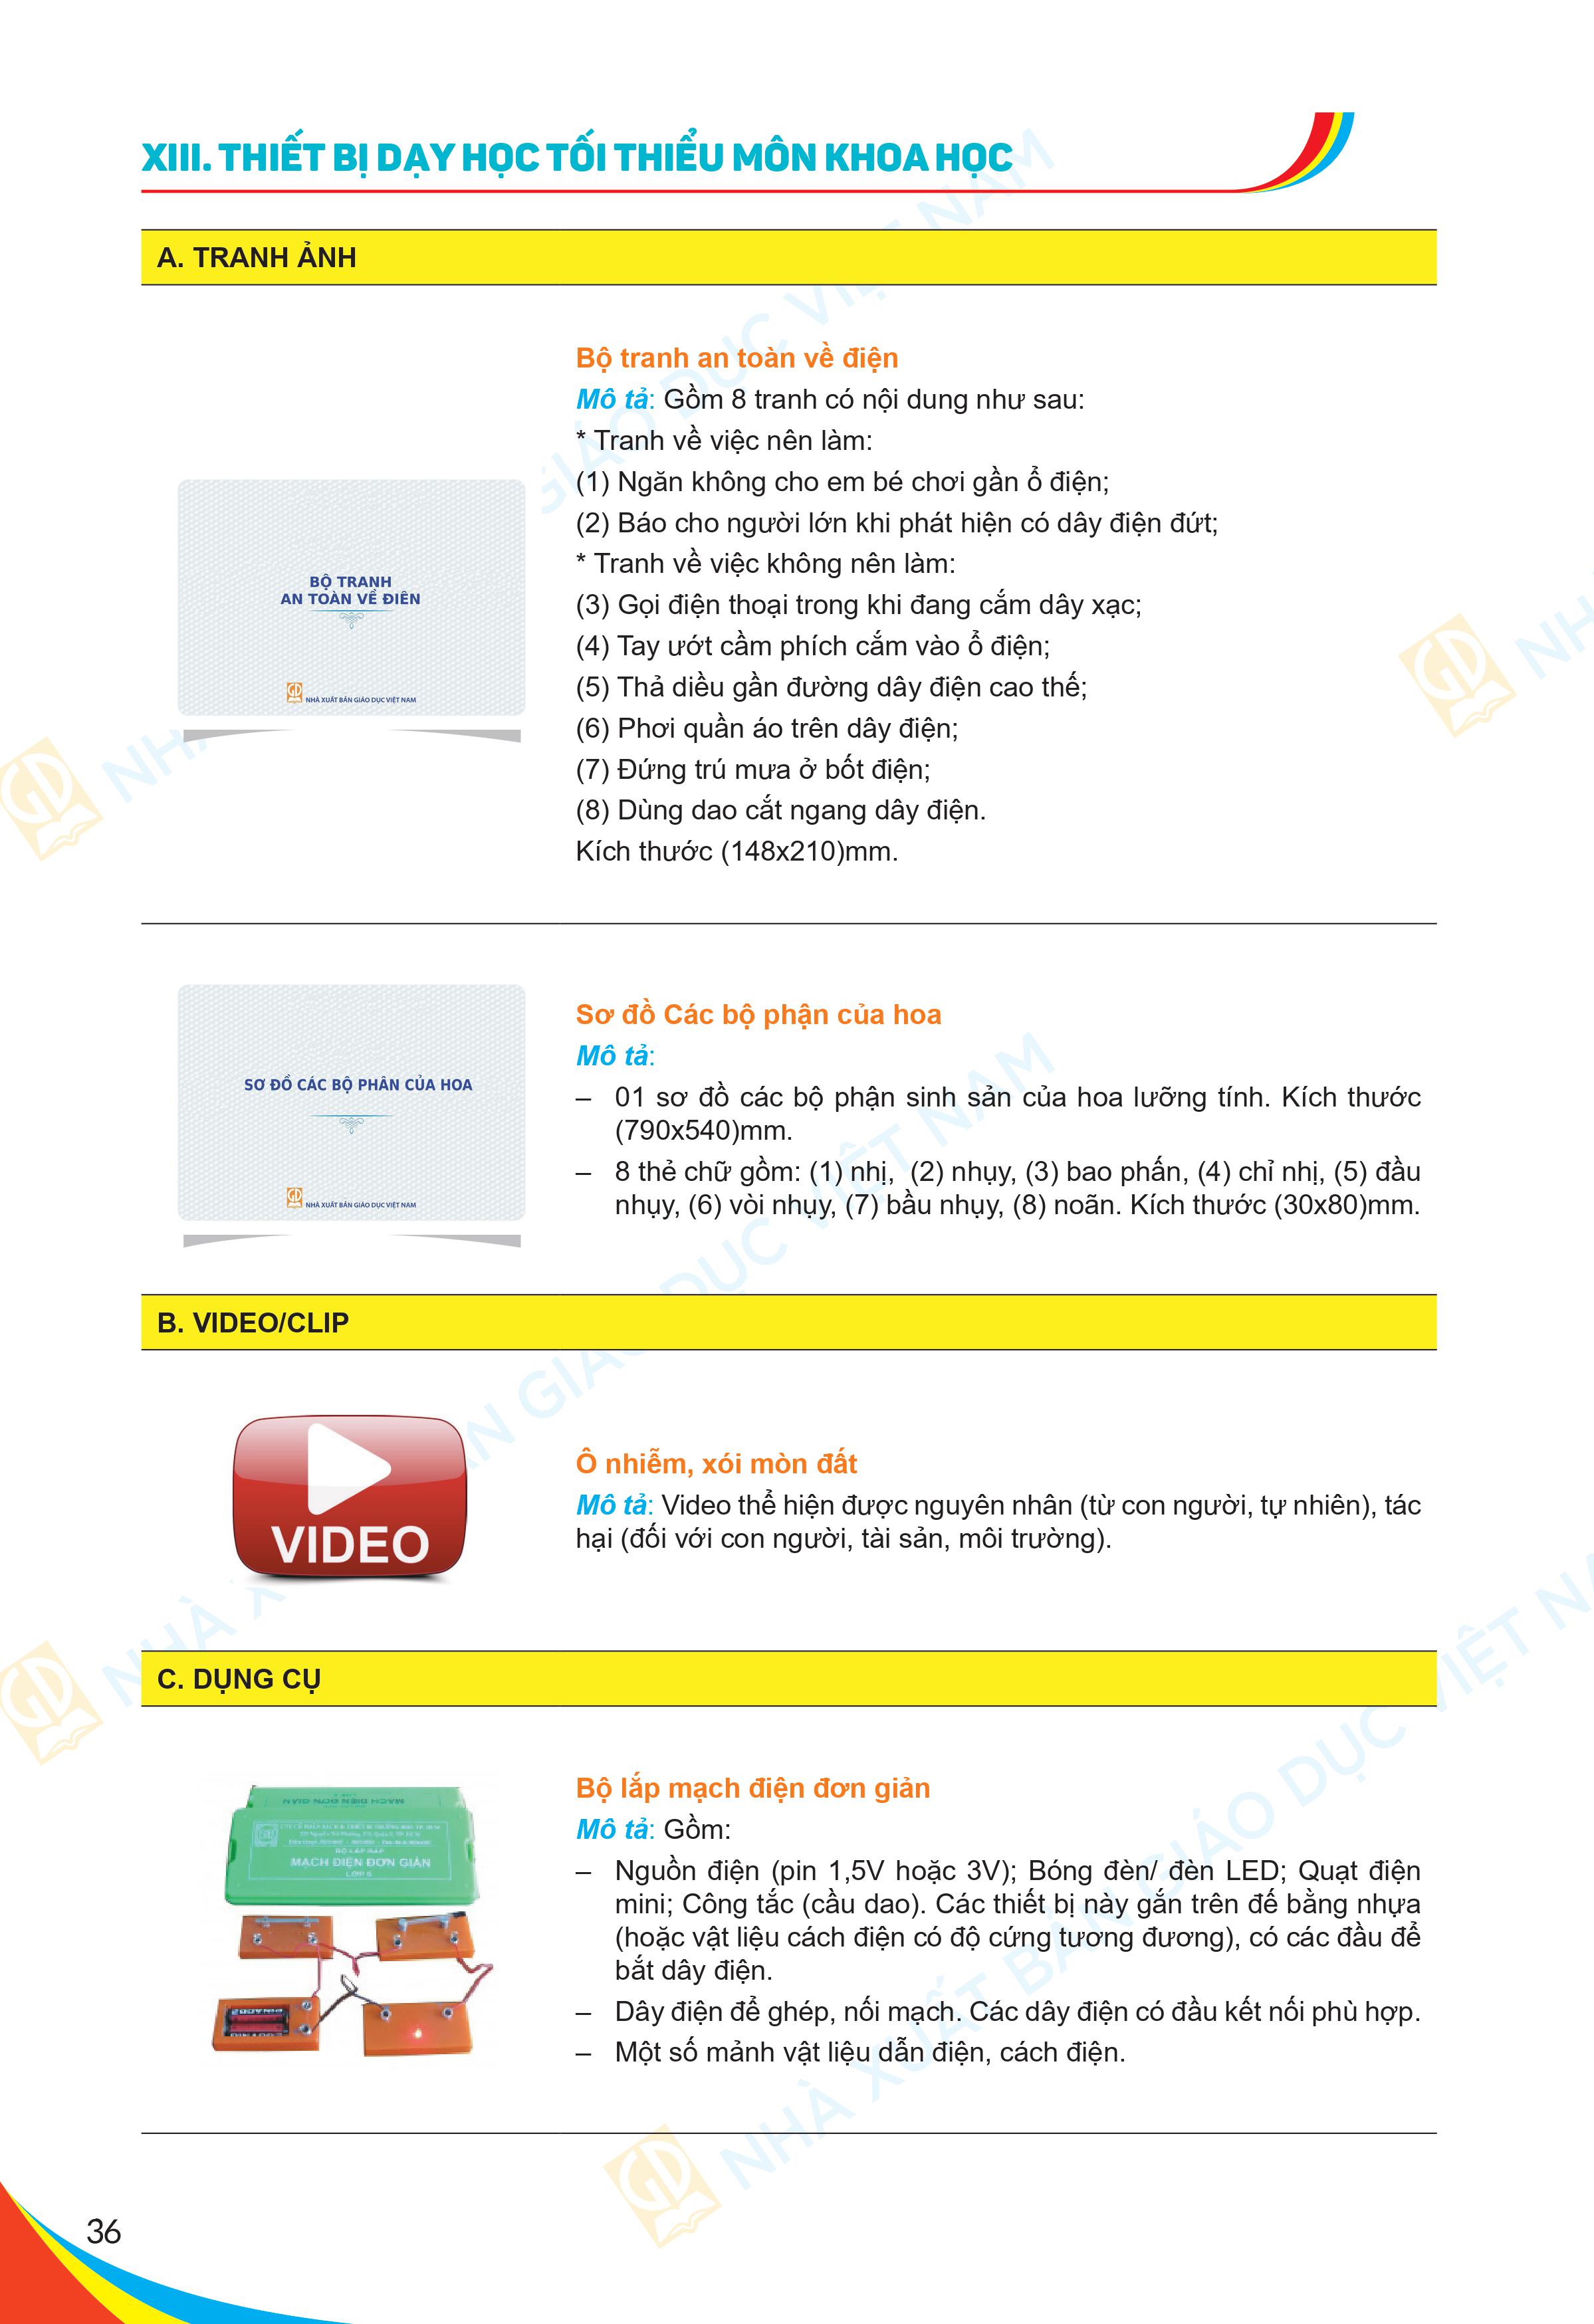 XIII. THIẾT BỊ DẠY HỌC TỐI THIỂU MÔN KHOA HỌC
A. TRANH ẢNH
BỘ TRANH
AN TOÀN VỀ ĐIÊN
NHÀ XUẤT BẢN GIÁO DỤC VIỆT NAM
Bộ tranh an toàn về điện
Mô tả: Gồm 8 tranh có nội dung như sau:
* Tranh về việc nên làm:
(1) Ngăn không cho em bé chơi gần ổ điện;
(2) Báo cho người lớn khi phát hiện có dây điện đứt;
* Tranh về việc không nên làm:
(3) Gọi điện thoại trong khi đang cắm dây xạc;
(4) Tay ướt cầm phích cắm vào ổ điện;
(5) Thả diều gần đường dây điện cao thế;
(6) Phơi quần áo trên dây điện;
(7) Đứng trú mưa ở bốt điện;
(8) Dùng dao cắt ngang dây điện.
Kích thước (148x210)mm.
SƠ ĐỒ CÁC BỘ PHÂN CỦA HOA
NHÀ XUẤT BẢN GIÁO DỤC VIỆT NAM
Sơ đồ Các bộ phận của hoa
Mô tả:
– 01 sơ đồ các bộ phận sinh sản của hoa lưỡng tính. Kích thước
(790x540)mm.
– 8 thẻ chữ gồm: (1) nhị, (2) nhụy, (3) bao phấn, (4) chỉ nhị, (5) đầu
nhụy, (6) vòi nhụy, (7) bầu nhụy, (8) noãn. Kích thước (30x80)mm.
B. VIDEO/CLIP
VIDEO
Ô nhiễm, xói mòn đất
Mô tả: Video thể hiện được nguyên nhân (từ con người, tự nhiên), tác
hại (đối với con người, tài sản, môi trường).
C. DỤNG CỤ
MẠCH ĐIỆN ĐƠN GIẢN
LỚP 5
Bộ lắp mạch điện đơn giản
Mô tả: Gồm:
– Nguồn điện (pin 1,5V hoặc 3V); Bóng đèn/ đèn LED; Quạt điện
mini; Công tắc (cầu dao). Các thiết bị này gắn trên đế bằng nhựa
(hoặc vật liệu cách điện có độ cứng tương đương), có các đầu để
bắt dây điện.
– Dây điện để ghép, nối mạch. Các dây điện có đầu kết nối phù hợp.
– Một số mảnh vật liệu dẫn điện, cách điện.
NHÀ XUẤT BẢN GIÁO DỤC VIỆT NAM
36